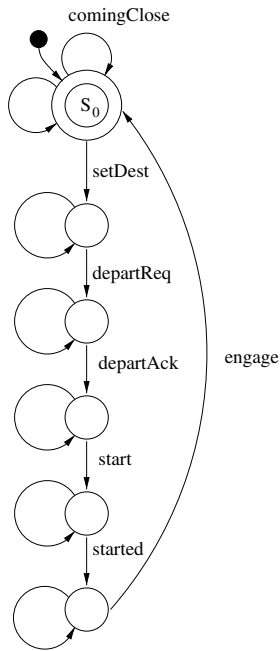 comingClose
S0
setDest
departReq
departAck
engage
start
started